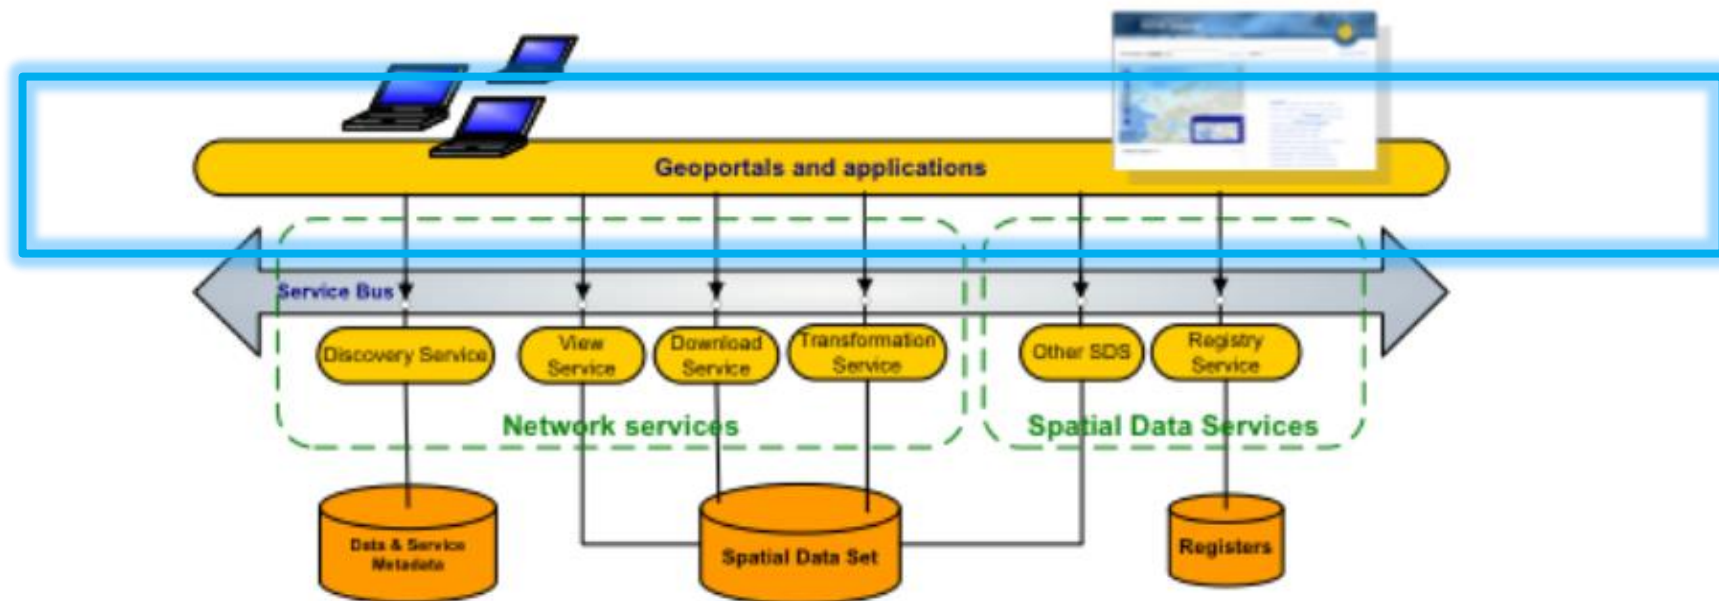 Geoportals and applications
Service Bus
Discovery Service
View
Service
Download
Service
Transformation
Service
Other SDS
Registry
Service
Network services
Spatial Data Services
Data & Service
Metadata
Spatial Data Set
Registers